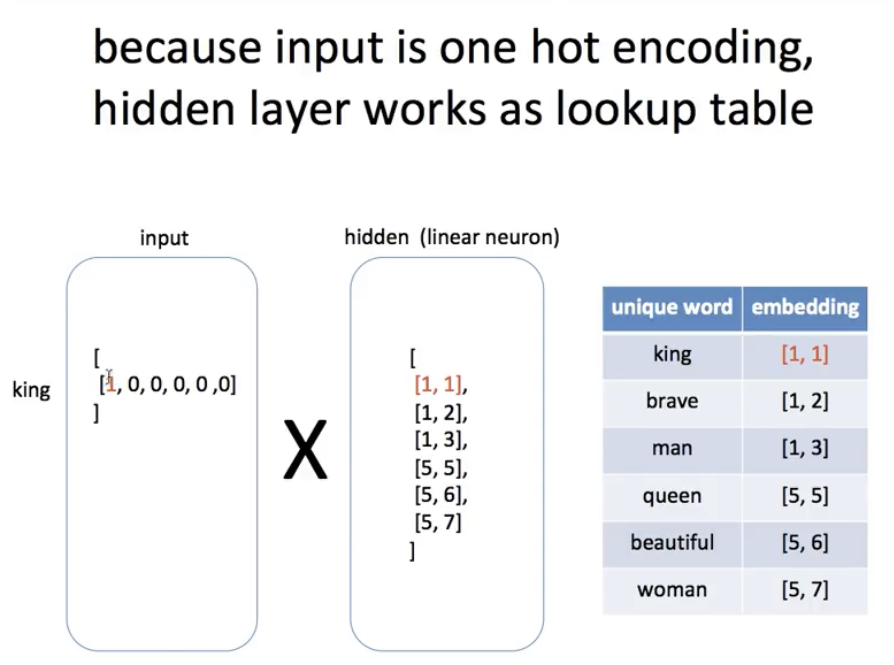 because input is one hot encoding,
hidden layer works as lookup table
input
hidden (linear neuron)
king
[
[1, 0, 0, 0, 0 ,0]
]
X
[
[1, 1],
[1, 2],
[1, 3],
[5, 5],
[5, 6],
[5, 7]
]
unique word embedding
king [1, 1]
brave [1, 2]
man [1, 3]
queen [5, 5]
beautiful [5, 6]
woman [5, 7]